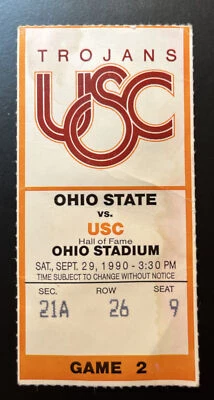 TROJANS
USC
OHIO STATE
vs.
USC
Hall of Fame
OHIO STADIUM
SAT., SEPT. 29, 1990 - 3:30 PM
TIME SUBJECT TO CHANGE WITHOUT NOTICE
SEC. ROW SEAT
21A 26 9
GAME 2